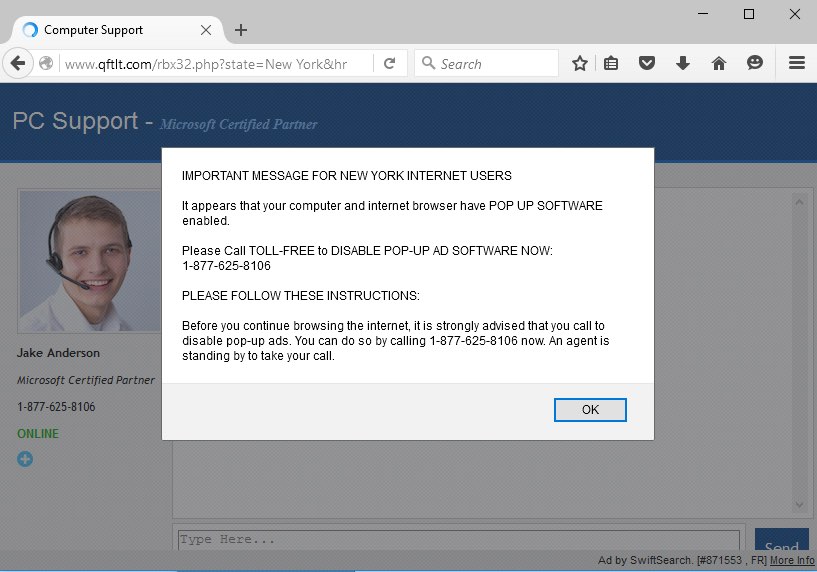 Computer Support
www.qftlt.com/rbx32.php?state=New York&hr
Search
PC Support - Microsoft Certified Partner
IMPORTANT MESSAGE FOR NEW YORK INTERNET USERS
It appears that your computer and internet browser have POP UP SOFTWARE
enabled.
Please Call TOLL-FREE to DISABLE POP-UP AD SOFTWARE NOW:
1-877-625-8106
PLEASE FOLLOW THESE INSTRUCTIONS:
Before you continue browsing the internet, it is strongly advised that you call to
disable pop-up ads. You can do so by calling 1-877-625-8106 now. An agent is
standing by to take your call.
OK
Jake Anderson
Microsoft Certified Partner
1-877-625-8106
ONLINE
Type Here...
Send
Ad by SwiftSearch. [#871553 , FR] More Info